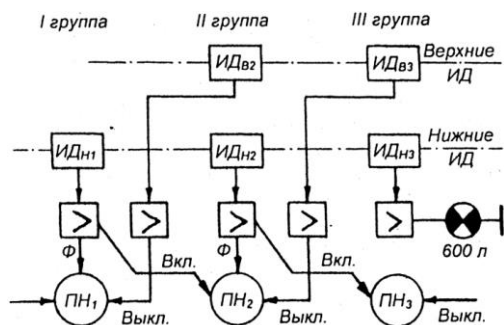 I группа II группа III группа
ИДВ2 ИДВ3 Верхние
ИД
ИДН1 ИДН2 ИДН3 Нижние
ИД
> > > > >
600 л
Ф Вкл. Ф Вкл.
ПН1 ПН2 ПН3
Выкл. Выкл. Выкл.